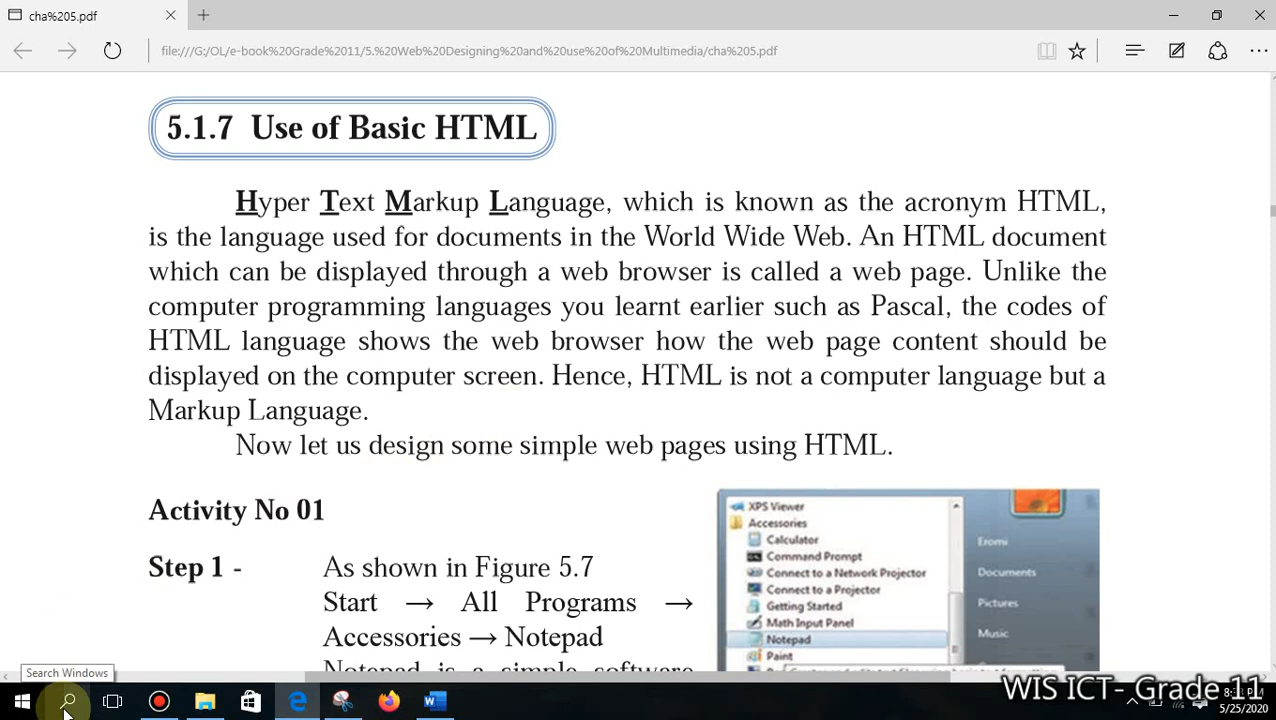 cha%205.pdf
file:///G:/OL/e-book%20Grade%2011/5.%20Web%20Designing%20and%20use%20of%20Multimedia/cha%205.pdf
5.1.7 Use of Basic HTML
Hyper Text Markup Language, which is known as the acronym HTML,
is the language used for documents in the World Wide Web. An HTML document
which can be displayed through a web browser is called a web page. Unlike the
computer programming languages you learnt earlier such as Pascal, the codes of
HTML language shows the web browser how the web page content should be
displayed on the computer screen. Hence, HTML is not a computer language but a
Markup Language.
Now let us design some simple web pages using HTML.
Activity No 01
Step 1 - As shown in Figure 5.7
Start → All Programs →
Accessories → Notepad
Notepad is a simple software
XPS Viewer
Accessories
Calculator
Command Prompt
Connect to a Network Projector
Connect to a Projector
Getting Started
Math Input Panel
Notepad
Paint
Eromi
Documents
Pictures
Music
Search Windows
WIS ICT- Grade 11
PM
5/25/2020